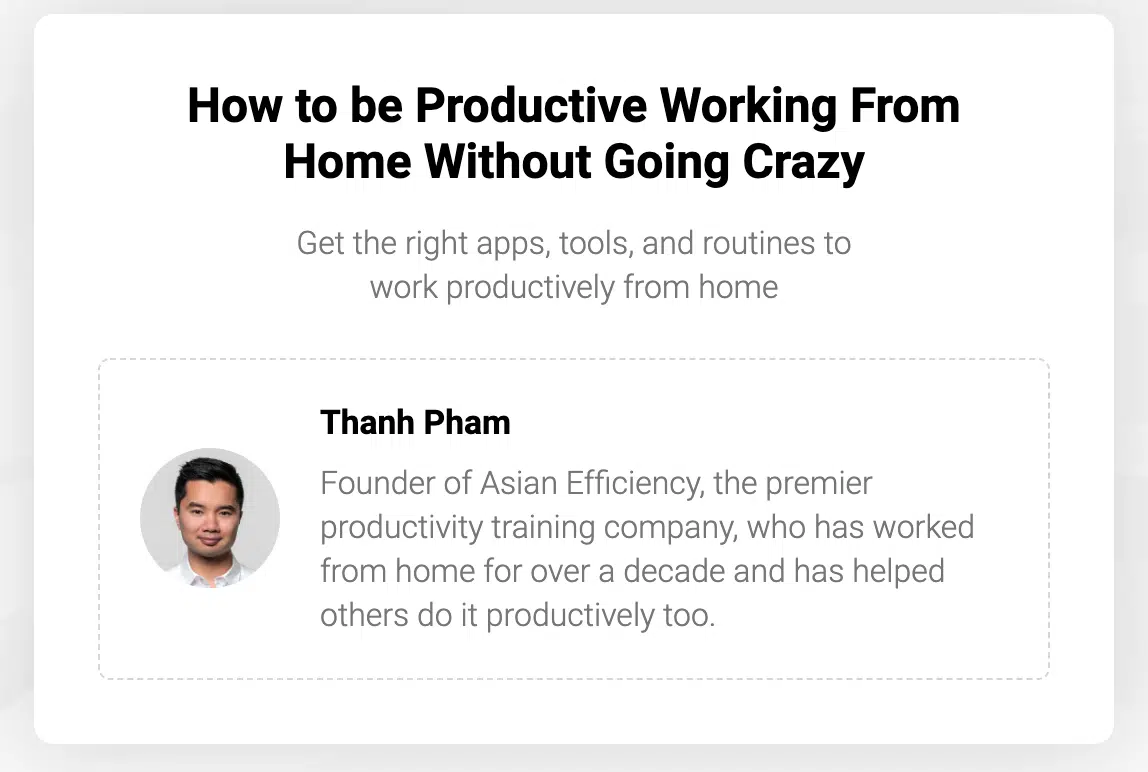 How to be Productive Working From
Home Without Going Crazy
Get the right apps, tools, and routines to
work productively from home
Thanh Pham
Founder of Asian Efficiency, the premier
productivity training company, who has worked
from home for over a decade and has helped
others do it productively too.